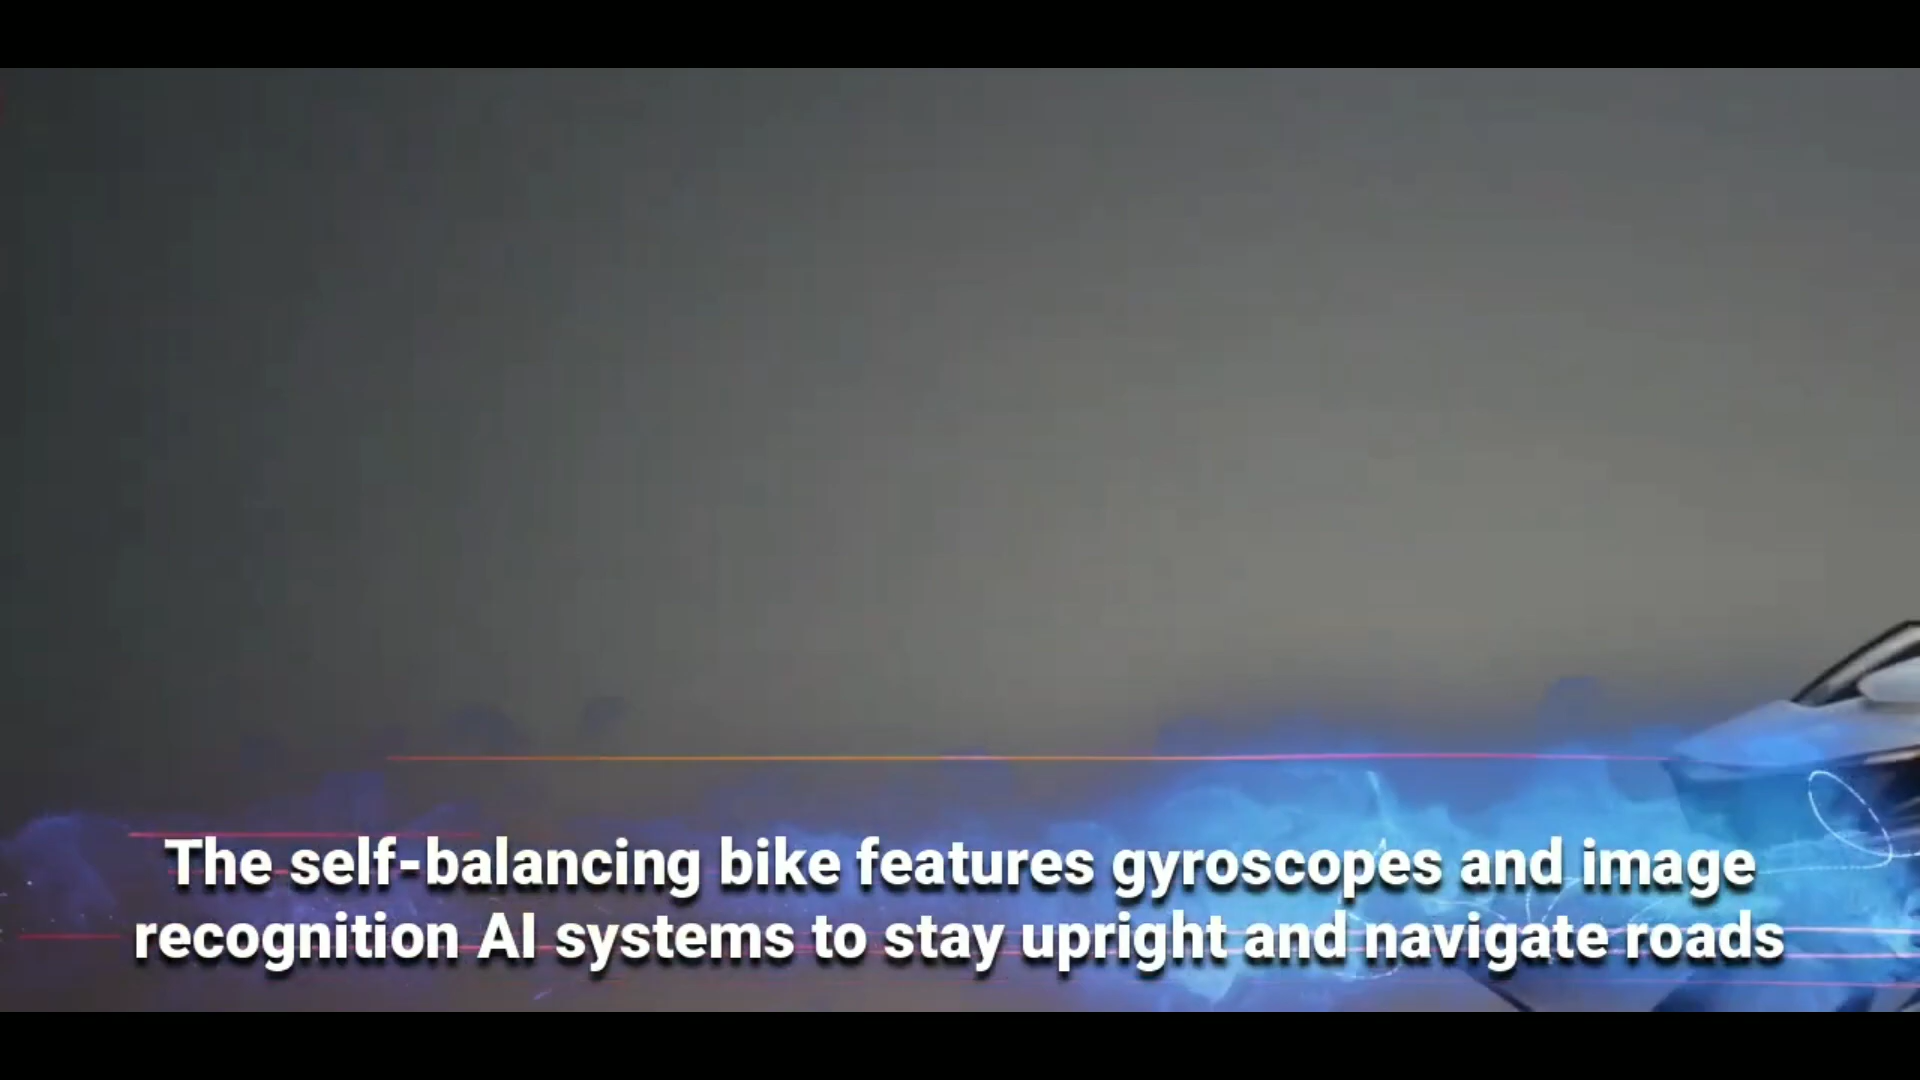 The self-balancing bike features gyroscopes and image
recognition AI systems to stay upright and navigate roads